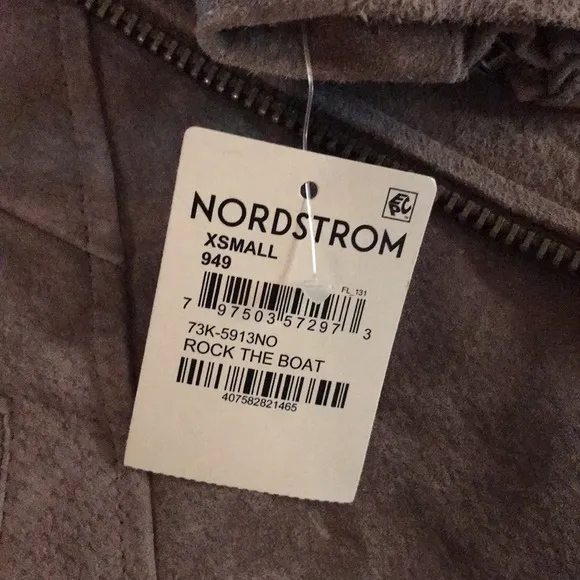 NORDSTROM
XSMALL
949
FL_131
7 97503 57297 3
73K-5913NO
ROCK THE BOAT
407582821465